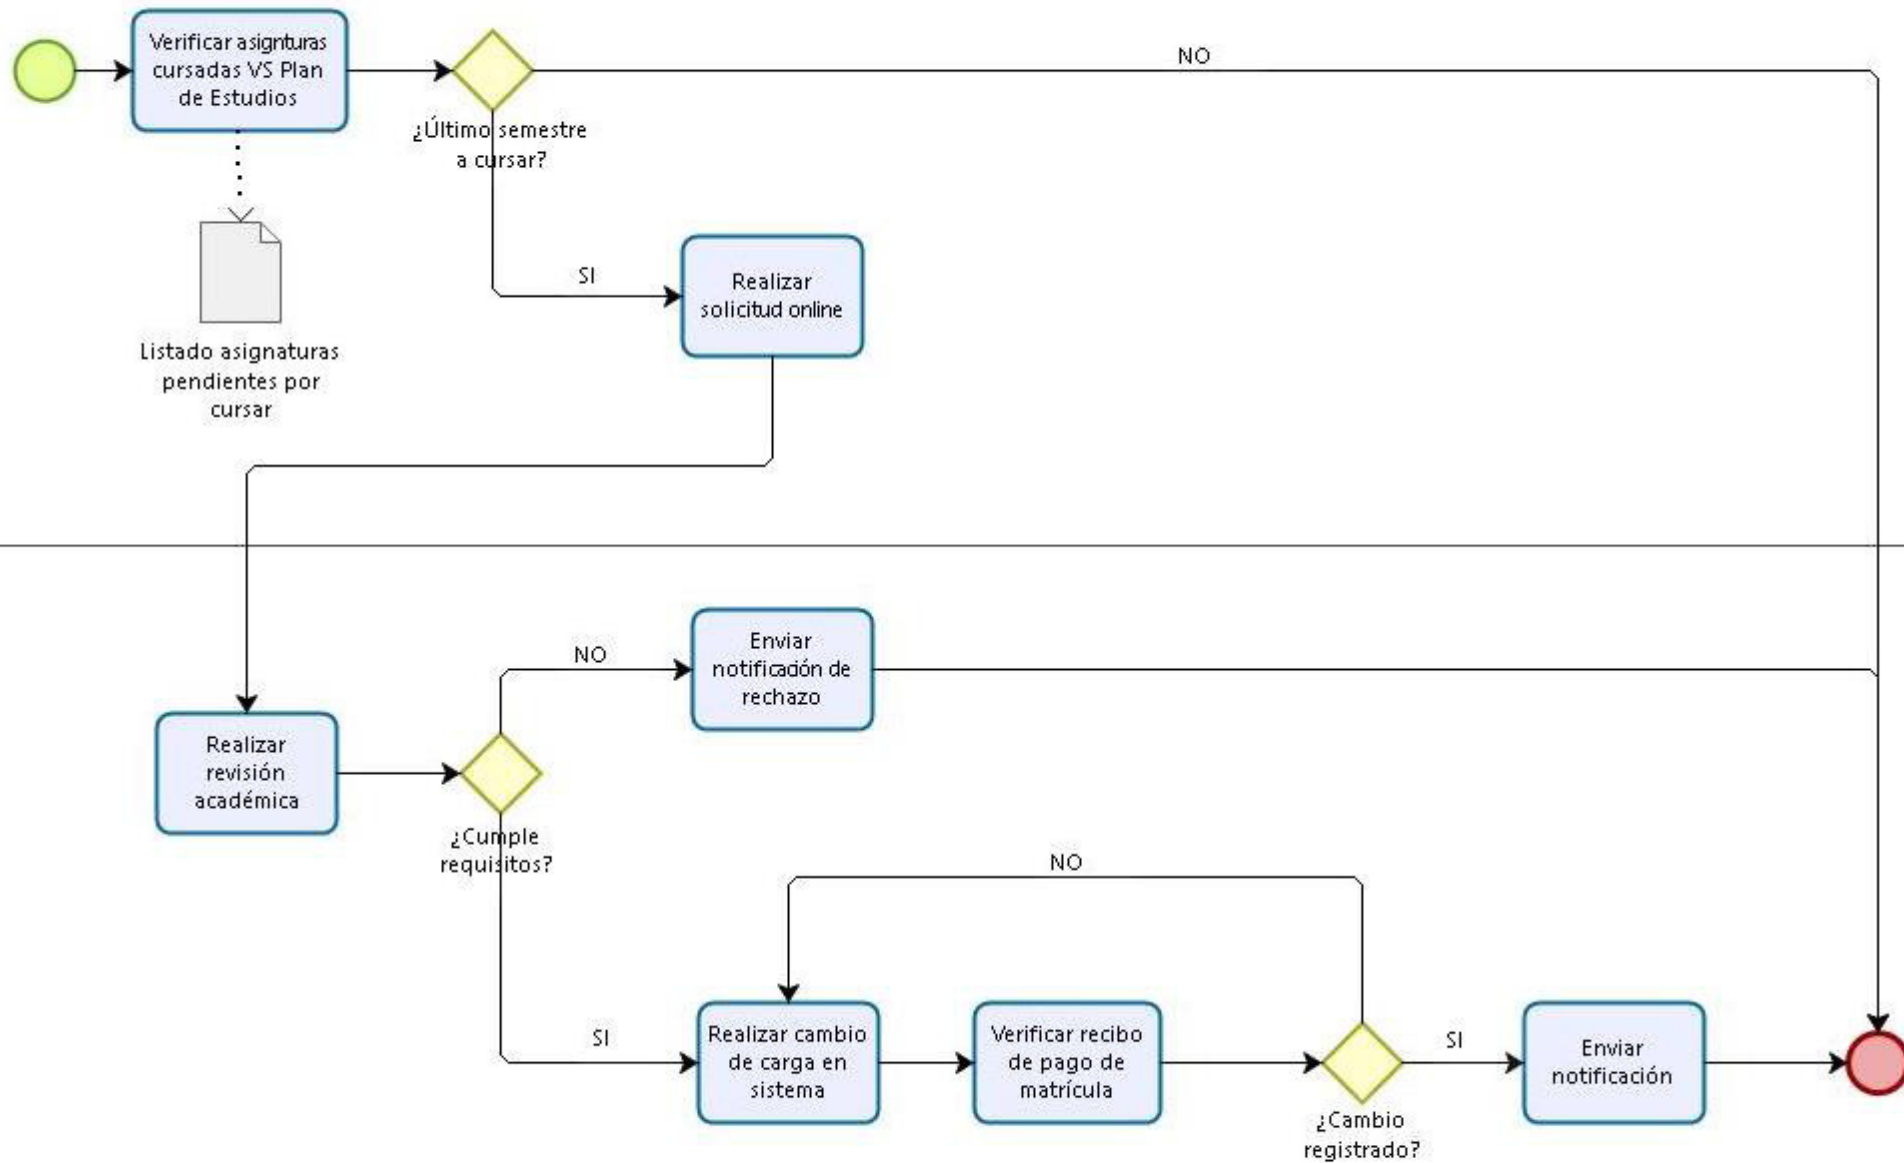 Verificar asignturas
cursadas VS Plan
de Estudios
NO
¿Último semestre
a cursar?
SI
Realizar
solicitud online
Listado asignaturas
pendientes por
cursar
Enviar
notificación de
rechazo
NO
Realizar
revisión
académica
¿Cumple
requisitos?
NO
SI
Realizar cambio
de carga en
sistema
Verificar recibo
de pago de
matrícula
SI
Enviar
notificación
¿Cambio
registrado?